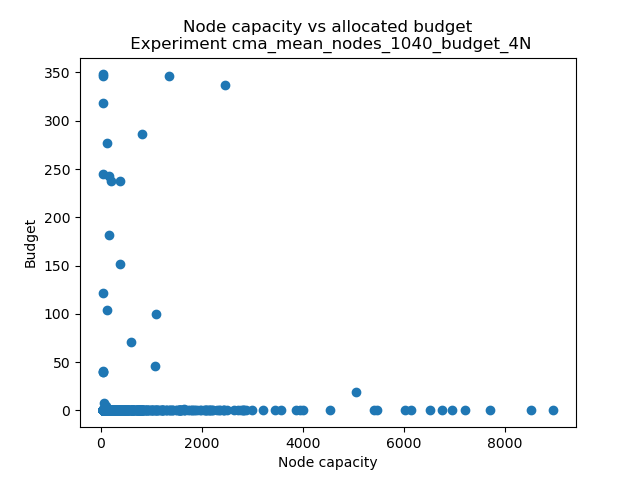 Node capacity vs allocated budget
Experiment cma_mean_nodes_1040_budget_4N
350
300
250
200
150
100
50
0
Budget
0 2000 4000 6000 8000
Node capacity